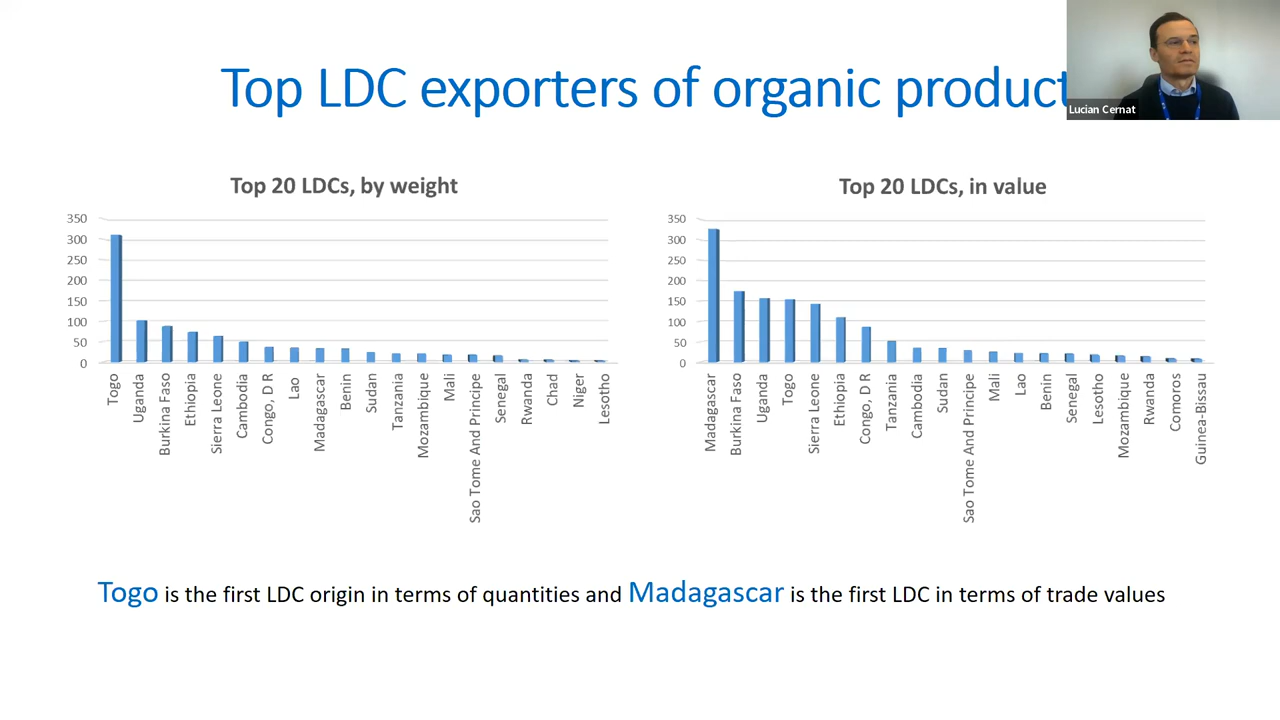 Top LDC exporters of organic product
Lucian Cernat
Top 20 LDCs, by weight
350
300
250
200
150
100
50
0
Togo
Uganda
Burkina Faso
Ethiopia
Sierra Leone
Cambodia
Congo, D R
Lao
Madagascar
Benin
Sudan
Tanzania
Mozambique
Mali
Sao Tome And Principe
Senegal
Rwanda
Chad
Niger
Lesotho
Top 20 LDCs, in value
350
300
250
200
150
100
50
0
Madagascar
Burkina Faso
Uganda
Togo
Sierra Leone
Ethiopia
Congo, D R
Tanzania
Cambodia
Sudan
Sao Tome And Principe
Mali
Lao
Benin
Senegal
Lesotho
Mozambique
Rwanda
Comoros
Guinea-Bissau
Togo is the first LDC origin in terms of quantities and Madagascar is the first LDC in terms of trade values